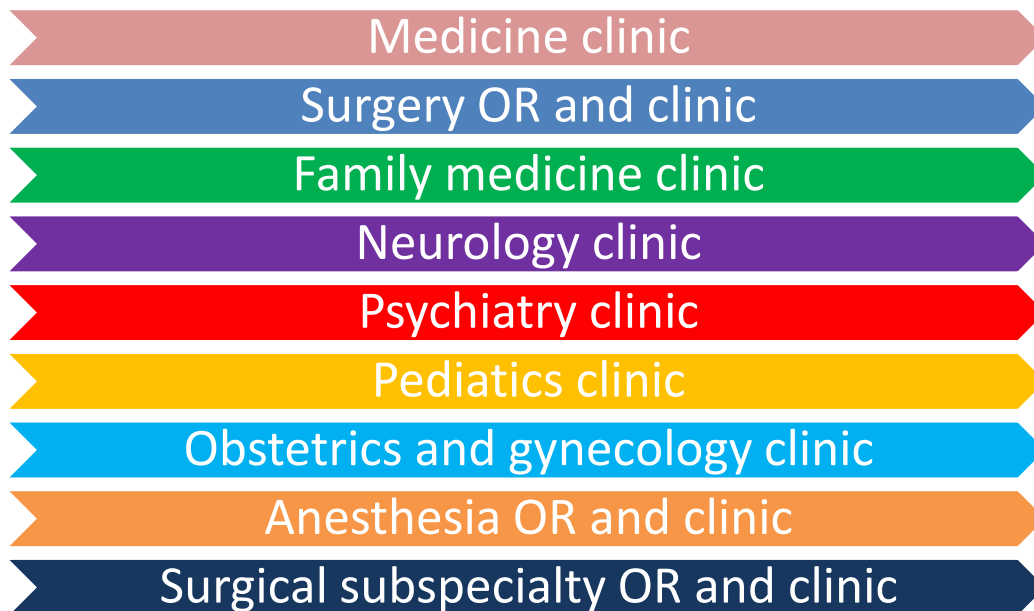 Medicine clinic
Surgery OR and clinic
Family medicine clinic
Neurology clinic
Psychiatry clinic
Pediatics clinic
Obstetrics and gynecology clinic
Anesthesia OR and clinic
Surgical subspecialty OR and clinic